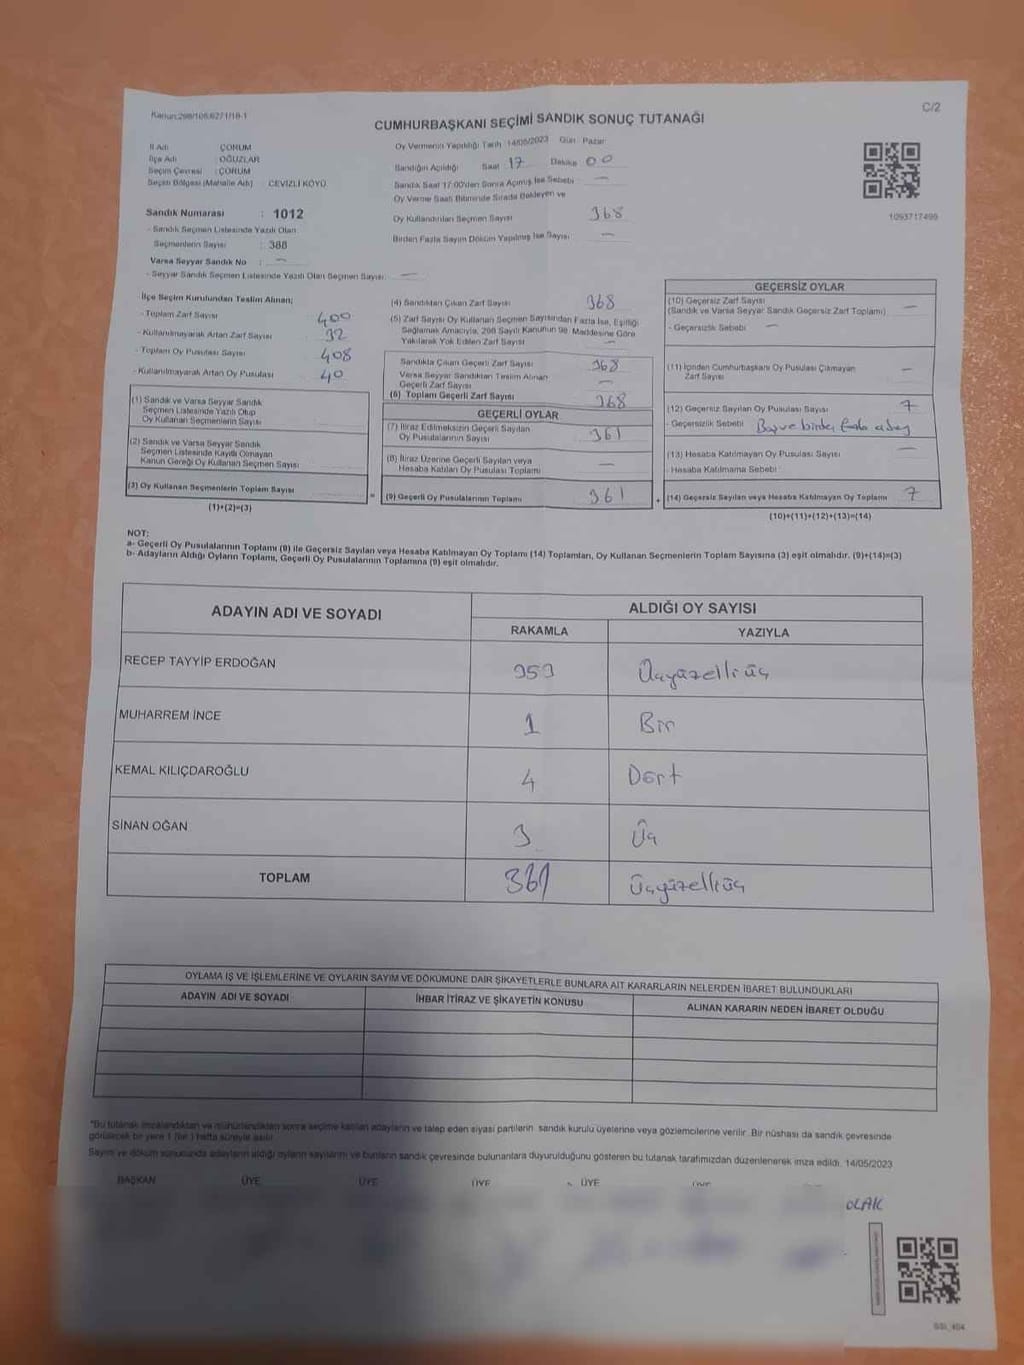 Kanun:298/105,6271/18-1
C/2
CUMHURBAŞKANI SEÇİMİ SANDIK SONUÇ TUTANAĞI
İl Adı : ÇORUM
İlçe Adı : OĞUZLAR
Seçim Çevresi : ÇORUM
Seçim Bölgesi (Mahalle Adı) CEVİZLİ KÖYÜ
Sandık Numarası : 1012
- Sandık Seçmen Listesinde Yazılı Olan
Seçmenlerin Sayısı : 388
Varsa Seyyar Sandık No : —
- Seyyar Sandık Seçmen Listesinde Yazılı Olan Seçmen Sayısı: —
Oy Vermenin Yapıldığı Tarih 14/05/2023 Gün Pazar
Sandığın Açıldığı Saat 17 Dakika 00
Sandık Saat 17:00'den Sonra Açılmış İse Sebebi —
Oy Verme Saati Bitiminde Sırada Bekleyen ve
Oy Kullandırılan Seçmen Sayısı 368
Birden Fazla Sayım Döküm Yapılmış İse Sayısı —
1093717499
İlçe Seçim Kurulundan Teslim Alınan;
- Toplam Zarf Sayısı 400
- Kullanılmayarak Artan Zarf Sayısı 32
- Toplam Oy Pusulası Sayısı 408
- Kullanılmayarak Artan Oy Pusulası 40
(1) Sandık ve Varsa Seyyar Sandık
Seçmen Listesinde Yazılı Olup
Oy Kullanan Seçmenlerin Sayısı
(2) Sandık ve Varsa Seyyar Sandık
Seçmen Listesinde Kayıtlı Olmayan
Kanun Gereği Oy Kullanan Seçmen Sayısı
(3) Oy Kullanan Seçmenlerin Toplam Sayısı
(1)+(2)=(3)
(4) Sandıktan Çıkan Zarf Sayısı 368
(5) Zarf Sayısı Oy Kullanan Seçmen Sayısından Fazla İse, Eşitliği
Sağlamak Amacıyla, 298 Sayılı Kanunun 98. Maddesine Göre
Yakılarak Yok Edilen Zarf Sayısı —
Sandıkta Çıkan Geçerli Zarf Sayısı 368
Varsa Seyyar Sandıktan Teslim Alınan
Geçerli Zarf Sayısı —
(6) Toplam Geçerli Zarf Sayısı 368
GEÇERLİ OYLAR
(7) İtiraz Edilmeksizin Geçerli Sayılan
Oy Pusulalarının Sayısı 361
(8) İtiraz Üzerine Geçerli Sayılan veya
Hesaba Katılan Oy Pusulası Toplamı —
= (9) Geçerli Oy Pusulalarının Toplamı 361 +
GEÇERSİZ OYLAR
(10) Geçersiz Zarf Sayısı
(Sandık ve Varsa Seyyar Sandık Geçersiz Zarf Toplamı) —
- Geçersizlik Sebebi —
(11) İçinden Cumhurbaşkanı Oy Pusulası Çıkmayan
Zarf Sayısı —
(12) Geçersiz Sayılan Oy Pusulası Sayısı 7
- Geçersizlik Sebebi Boş ve birden fazla aday
(13) Hesaba Katılmayan Oy Pusulası Sayısı —
- Hesaba Katılmama Sebebi
(14) Geçersiz Sayılan veya Hesaba Katılmayan Oy Toplamı 7
(10)+(11)+(12)+(13)=(14)
NOT:
a- Geçerli Oy Pusulalarının Toplamı (9) ile Geçersiz Sayılan veya Hesaba Katılmayan Oy Toplamı (14) Toplamları, Oy Kullanan Seçmenlerin Toplam Sayısına (3) eşit olmalıdır. (9)+(14)=(3)
b- Adayların Aldığı Oyların Toplamı, Geçerli Oy Pusulalarının Toplamına (9) eşit olmalıdır.
ADAYIN ADI VE SOYADI
ALDIĞI OY SAYISI
RAKAMLA YAZIYLA
RECEP TAYYİP ERDOĞAN 353 Üçyüzelliüç
MUHARREM İNCE 1 Bir
KEMAL KILIÇDAROĞLU 4 Dört
SİNAN OĞAN 3 Üç
TOPLAM 361 Üçyüzelliüç
OYLAMA İŞ VE İŞLEMLERİNE VE OYLARIN SAYIM VE DÖKÜMÜNE DAİR ŞİKAYETLERLE BUNLARA AİT KARARLARIN NELERDEN İBARET BULUNDUKLARI
ADAYIN ADI VE SOYADI İHBAR İTİRAZ VE ŞİKAYETİN KONUSU ALINAN KARARIN NEDEN İBARET OLDUĞU
*Bu tutanak imzalandıktan ve mühürlendikten sonra seçime katılan adayların ve talep eden siyasi partilerin sandık kurulu üyelerine veya gözlemcilerine verilir. Bir nüshası da sandık çevresinde
görülecek bir yere 1 (bir) hafta süreyle asılır.
Sayım ve döküm sonucunda adayların aldığı oyların sayılarını ve bunların sandık çevresinde bulunanlara duyurulduğunu gösteren bu tutanak tarafımızdan düzenlenerek imza edildi. 14/05/2023
BAŞKAN ÜYE ÜYE ÜYE ÜYE
OLAK